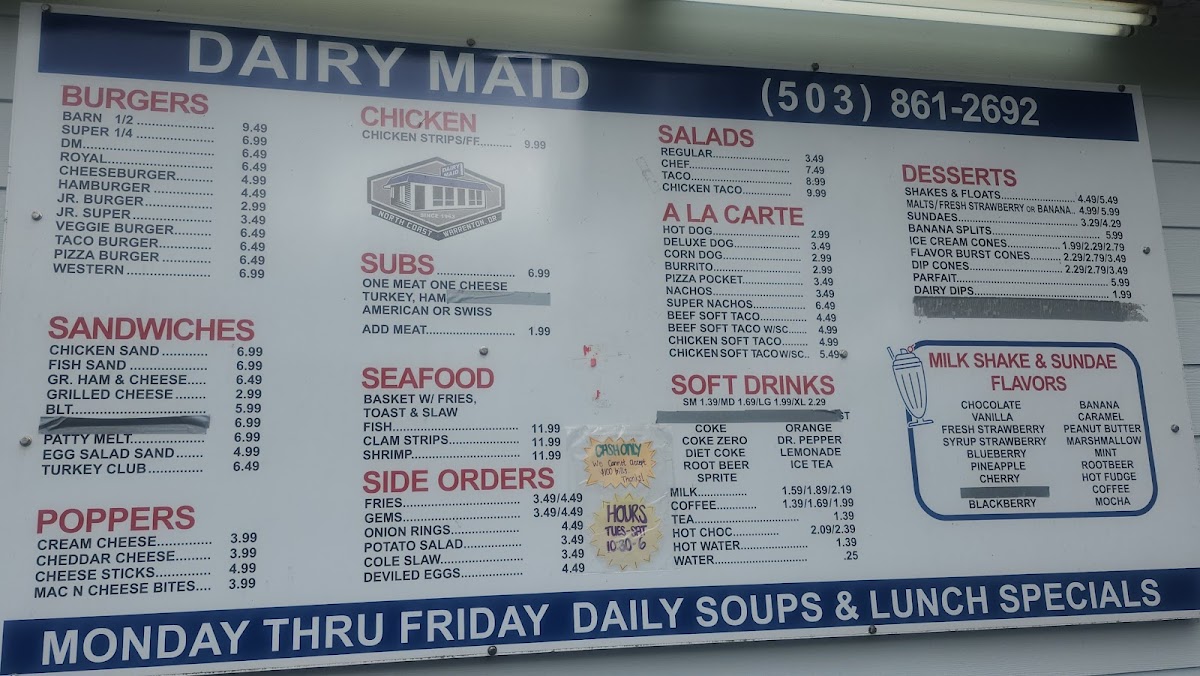 DAIRY MAID (503) 861-2692
BURGERS
BARN 1/2 .................... 9.49
SUPER 1/4 .................... 6.99
DM.................... 6.49
ROYAL.................... 6.49
CHEESEBURGER.................... 4.99
HAMBURGER .................... 4.49
JR. BURGER.................... 2.99
JR. SUPER .................... 3.49
VEGGIE BURGER.................... 6.49
TACO BURGER.................... 6.49
PIZZA BURGER .................... 6.49
WESTERN.................... 6.99
SANDWICHES
CHICKEN SAND ............ 6.99
FISH SAND .................... 6.99
GR. HAM & CHEESE..... 6.49
GRILLED CHEESE ........ 2.99
BLT.................... 5.99
6.99
PATTY MELT.................... 6.99
EGG SALAD SAND ....... 4.99
TURKEY CLUB .............. 6.49
POPPERS
CREAM CHEESE.............. 3.99
CHEDDAR CHEESE......... 3.99
CHEESE STICKS.............. 4.99
MAC N CHEESE BITES.... 3.99
CHICKEN
CHICKEN STRIPS/FF.......... 9.99
DAIRY MAID
SINCE 1963
NORTH COAST WARRENTON, OR
SUBS.................... 6.99
ONE MEAT ONE CHEESE
TURKEY, HAM
AMERICAN OR SWISS
ADD MEAT.................... 1.99
SEAFOOD
BASKET W/ FRIES,
TOAST & SLAW
FISH.................... 11.99
CLAM STRIPS.................... 11.99
SHRIMP.................... 11.99
SIDE ORDERS
FRIES.................... 3.49/4.49
GEMS.................... 3.49/4.49
ONION RINGS.................... 4.49
POTATO SALAD.................... 3.49
COLE SLAW.................... 3.49
DEVILED EGGS.................... 4.49
CASH ONLY
We Cannot Accept
$100 Bills
Thanks!
HOURS
TUES-SAT
10:30-6
SALADS
REGULAR.................... 3.49
CHEF.................... 7.49
TACO.................... 8.99
CHICKEN TACO.................... 9.99
A LA CARTE
HOT DOG.................... 2.99
DELUXE DOG.................... 3.49
CORN DOG.................... 2.99
BURRITO.................... 2.99
PIZZA POCKET.................... 3.49
NACHOS.................... 3.49
SUPER NACHOS.................... 6.49
BEEF SOFT TACO.................... 4.49
BEEF SOFT TACO W/SC....... 4.99
CHICKEN SOFT TACO......... 4.99
CHICKEN SOFT TACO W/SC.. 5.49
SOFT DRINKS
SM 1.39/MD 1.69/LG 1.99/XL 2.29
COKE ORANGE
COKE ZERO DR. PEPPER
DIET COKE LEMONADE
ROOT BEER ICE TEA
SPRITE
MILK.................... 1.59/1.89/2.19
COFFEE.................... 1.39/1.69/1.99
TEA.................... 1.39
HOT CHOC.................... 2.09/2.39
HOT WATER.................... 1.39
WATER.................... .25
DESSERTS
SHAKES & FLOATS.................... 4.49/5.49
MALTS/FRESH STRAWBERRY OR BANANA.. 4.99/5.99
SUNDAES.................... 3.29/4.29
BANANA SPLITS.................... 5.99
ICE CREAM CONES.................... 1.99/2.29/2.79
FLAVOR BURST CONES.......... 2.29/2.79/3.49
DIP CONES.................... 2.29/2.79/3.49
PARFAIT.................... 5.99
DAIRY DIPS.................... 1.99
MILK SHAKE & SUNDAE
FLAVORS
CHOCOLATE BANANA
VANILLA CARAMEL
FRESH STRAWBERRY PEANUT BUTTER
SYRUP STRAWBERRY MARSHMALLOW
BLUEBERRY MINT
PINEAPPLE ROOTBEER
CHERRY HOT FUDGE
COFFEE
BLACKBERRY MOCHA
MONDAY THRU FRIDAY DAILY SOUPS & LUNCH SPECIALS